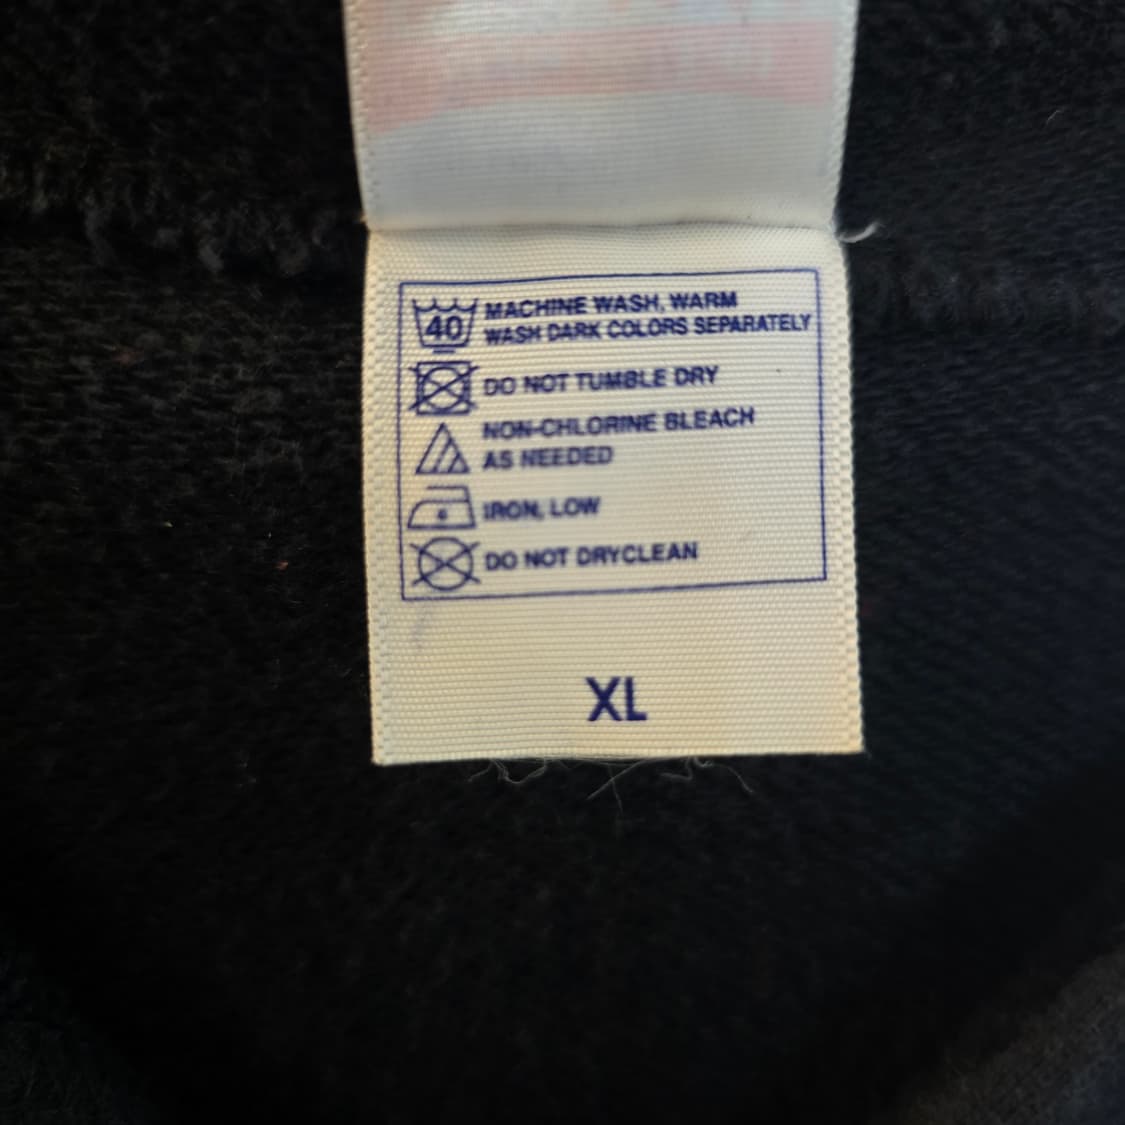 40 MACHINE WASH, WARM
WASH DARK COLORS SEPARATELY
DO NOT TUMBLE DRY
NON-CHLORINE BLEACH
AS NEEDED
IRON, LOW
DO NOT DRYCLEAN
XL